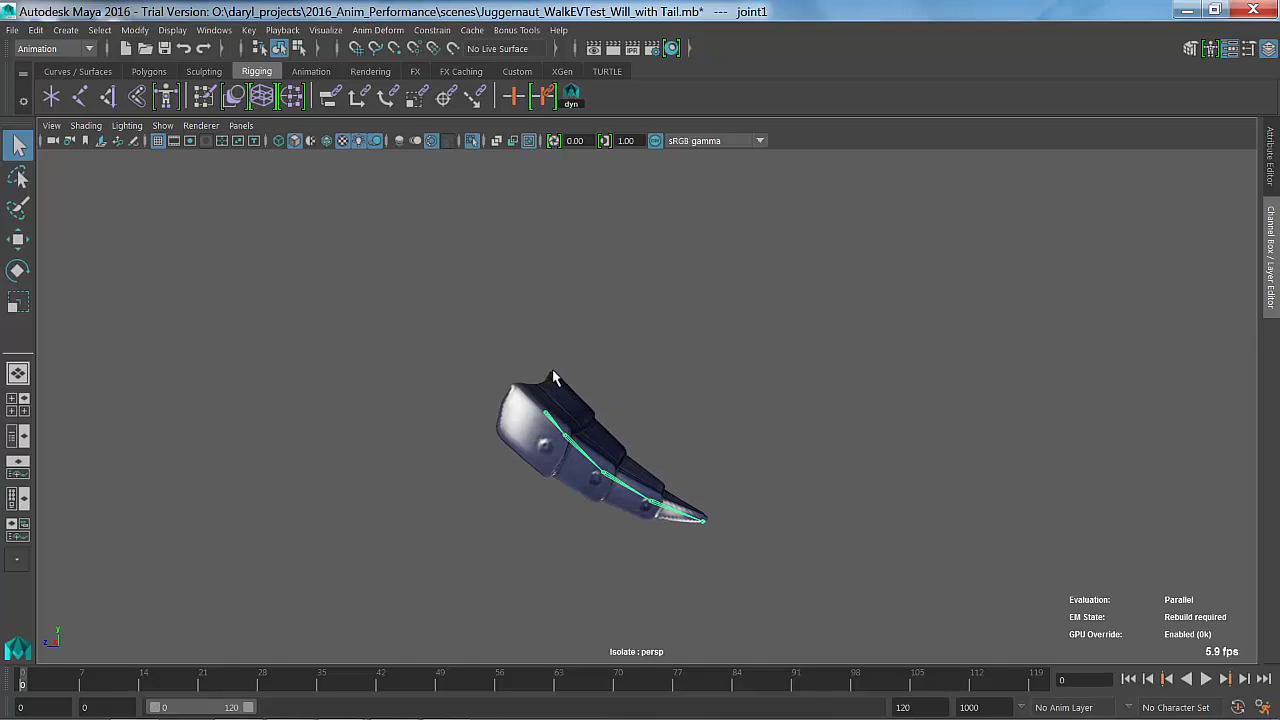 Autodesk Maya 2016 - Trial Version: O:\daryl_projects\2016_Anim_Performance\scenes\Juggernaut_WalkEVTest_Will_with Tail.mb* --- joint1
File Edit Create Select Modify Display Windows Key Playback Visualize Anim Deform Constrain Cache Bonus Tools Help
Animation No Live Surface
Curves / Surfaces Polygons Sculpting Rigging Animation Rendering FX FX Caching Custom XGen TURTLE
dyn
View Shading Lighting Show Renderer Panels
0.00 1.00 sRGB gamma
Attribute Editor
Channel Box / Layer Editor
Evaluation: Parallel
EM State: Rebuild required
GPU Override: Enabled (0k)
5.9 fps
y
z x
Isolate : persp
0 7 14 21 28 35 42 49 56 63 70 77 84 91 98 105 112 119
0 0
0 0 0 120 120 1000 No Anim Layer No Character Set